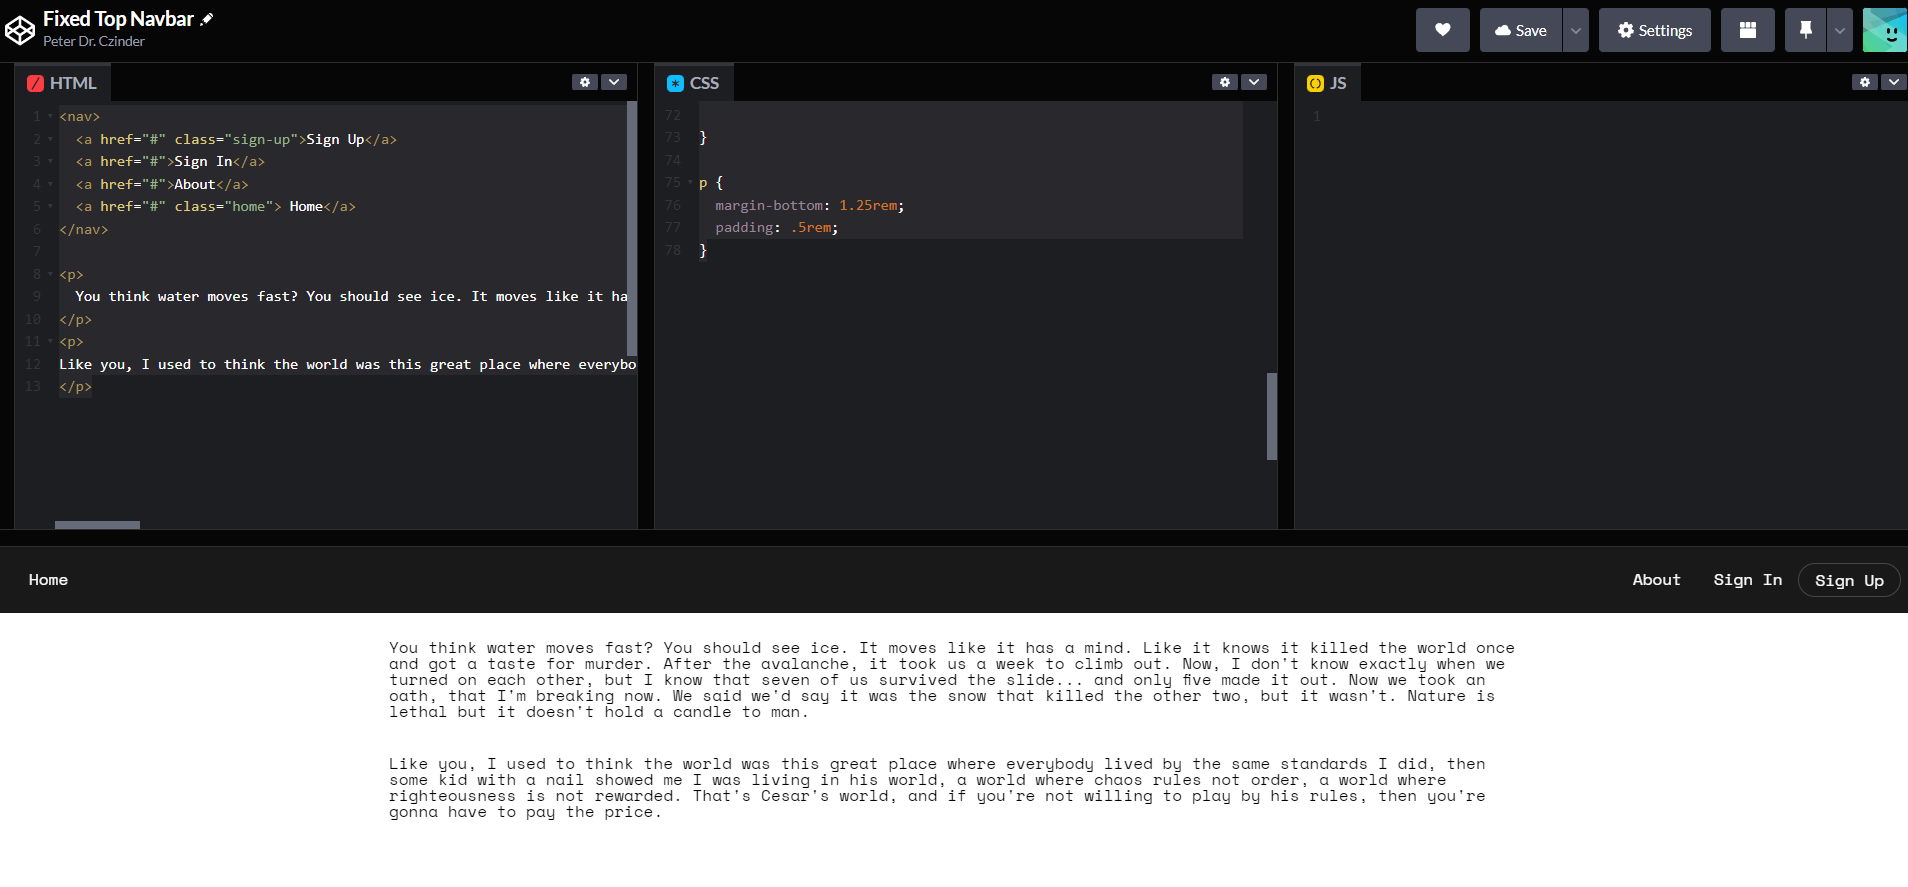 Fixed Top Navbar
Peter Dr. Czinder
Save
Settings
HTML
1 <nav>
2 <a href="#" class="sign-up">Sign Up</a>
3 <a href="#">Sign In</a>
4 <a href="#">About</a>
5 <a href="#" class="home"> Home</a>
6 </nav>
7
8 <p>
9 You think water moves fast? You should see ice. It moves like it ha
10 </p>
11 <p>
12 Like you, I used to think the world was this great place where everybo
13 </p>
* CSS
72
73 }
74
75 p {
76 margin-bottom: 1.25rem;
77 padding: .5rem;
78 }
() JS
1
Home About Sign In Sign Up
You think water moves fast? You should see ice. It moves like it has a mind. Like it knows it killed the world once
and got a taste for murder. After the avalanche, it took us a week to climb out. Now, I don't know exactly when we
turned on each other, but I know that seven of us survived the slide... and only five made it out. Now we took an
oath, that I'm breaking now. We said we'd say it was the snow that killed the other two, but it wasn't. Nature is
lethal but it doesn't hold a candle to man.
Like you, I used to think the world was this great place where everybody lived by the same standards I did, then
some kid with a nail showed me I was living in his world, a world where chaos rules not order, a world where
righteousness is not rewarded. That's Cesar's world, and if you're not willing to play by his rules, then you're
gonna have to pay the price.